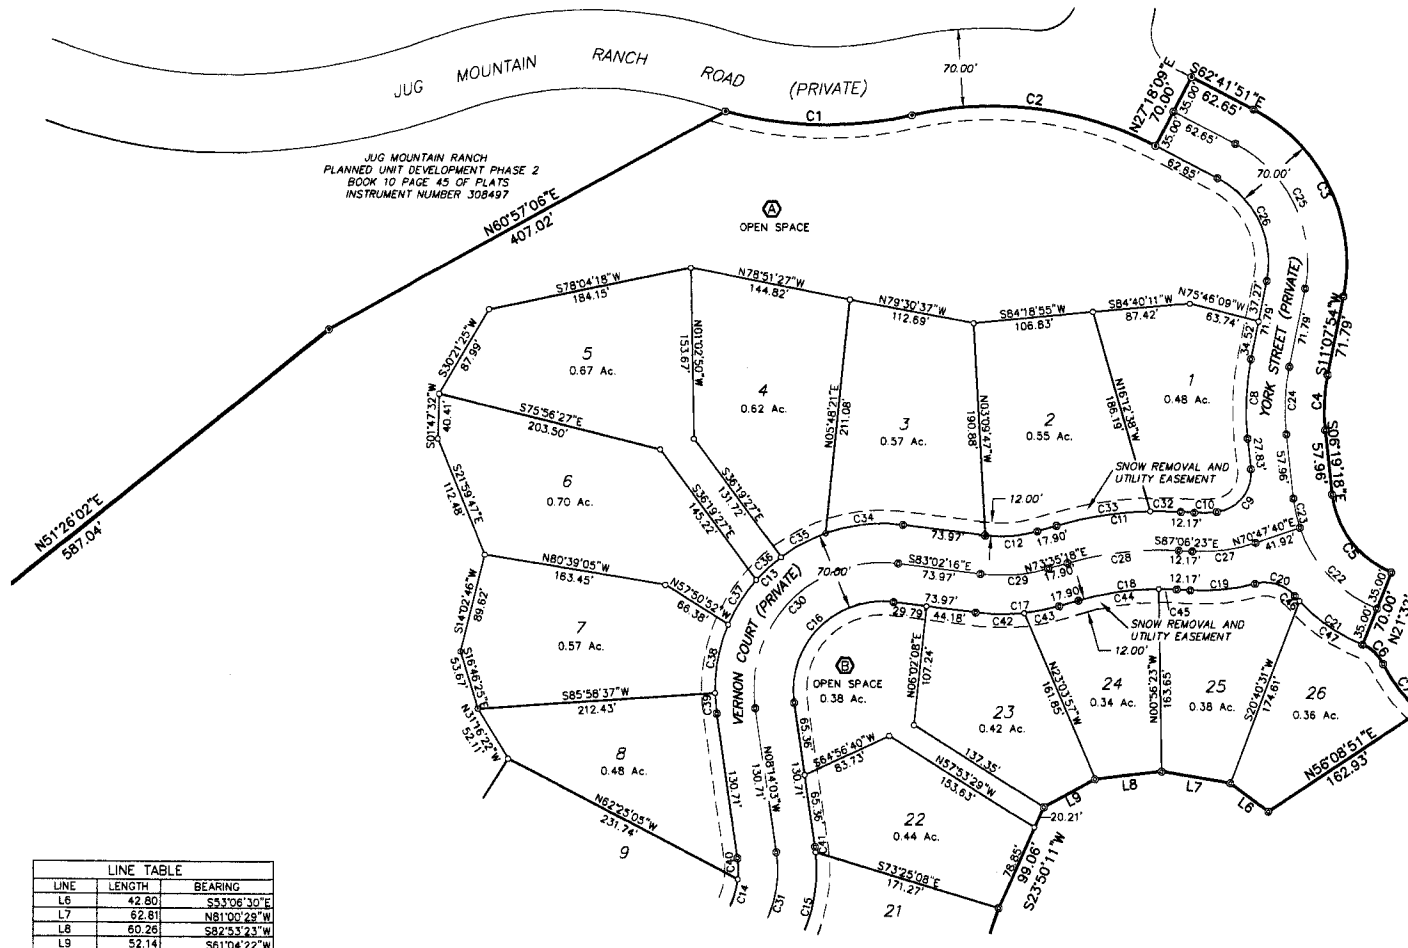 JUG MOUNTAIN RANCH ROAD (PRIVATE)
70.00'
C1
C2
N27°18'09"E
70.00'
35.00'
35.00'
S62°41'51"E
62.65'
62.65'
62.65'
70.00'
C3
C25
C26
JUG MOUNTAIN RANCH
PLANNED UNIT DEVELOPMENT PHASE 2
BOOK 10 PAGE 45 OF PLATS
INSTRUMENT NUMBER 308497
N60°57'06"E
407.02'
A
OPEN SPACE
N51°26'02"E
587.04'
S78°04'18"W
184.15'
N78°51'27"W
144.82'
N79°30'37"W
112.69'
S84°18'55"W
106.83'
S84°40'11"W
87.42'
N75°46'09"W
63.74'
37.27'
71.79'
34.52'
YORK STREET (PRIVATE)
71.79'
S11°07'54"W
71.79'
C4
C24
C8
S06°19'18"E
57.96'
57.96'
27.83'
C9
C23
C5
C22
S30°21'25"W
87.99'
5
0.67 Ac.
N01°02'50"W
153.67'
4
0.62 Ac.
N05°48'21"E
211.08'
3
0.57 Ac.
N03°09'47"W
190.88'
2
0.55 Ac.
N16°12'38"W
186.19'
1
0.48 Ac.
S01°47'32"W
40.41'
S75°56'27"E
203.50'
S21°59'47"E
112.48'
6
0.70 Ac.
S36°19'27"E
131.72'
S36°19'27"E
145.22'
SNOW REMOVAL AND
UTILITY EASEMENT
12.00'
C34
73.97'
C12
17.90'
C33
C11
C32
12.17'
C10
C35
C36
C13
70.00'
S83°02'16"E
73.97'
C29
N73°35'18"E
17.90'
C28
S87°06'23"E
12.17'
C27
N70°47'40"E
41.92'
N80°39'05"W
163.45'
N57°50'52"W
66.38'
C37
S14°02'46"W
89.62'
7
0.57 Ac.
C38
VERNON COURT (PRIVATE)
C30
C16
29.79'
73.97'
44.18'
C42
C17
C43
17.90'
C18
C44
12.17'
C45
C19
C20
C21
C47
35.00'
35.00'
70.00'
C6
SNOW REMOVAL AND
UTILITY EASEMENT
12.00'
S16°46'25"E
53.67'
S85°58'37"W
212.43'
C39
N31°16'22"W
52.11'
B
OPEN SPACE
0.38 Ac.
N06°02'08"E
107.24'
23
0.42 Ac.
N23°03'57"W
161.85'
24
0.34 Ac.
N00°56'23"W
163.65'
25
0.38 Ac.
S20°40'31"W
174.61'
26
0.36 Ac.
N56°08'51"E
162.93'
8
0.48 Ac.
130.71'
N08°14'03"W
130.71'
65.36'
130.71'
65.36'
S64°56'40"W
83.73'
137.35'
N57°53'29"W
153.63'
L9
L8
L7
L6
20.21'
N62°25'05"W
231.74'
9
22
0.44 Ac.
78.85'
99.06'
S23°50'11"W
C40
C14
C31
C41
C15
S73°25'08"E
171.27'
21
LINE TABLE
LINE LENGTH BEARING
L6 42.80 S53°06'30"E
L7 62.81 N81°00'29"W
L8 60.26 S82°53'23"W
L9 52.14 S61°04'22"W